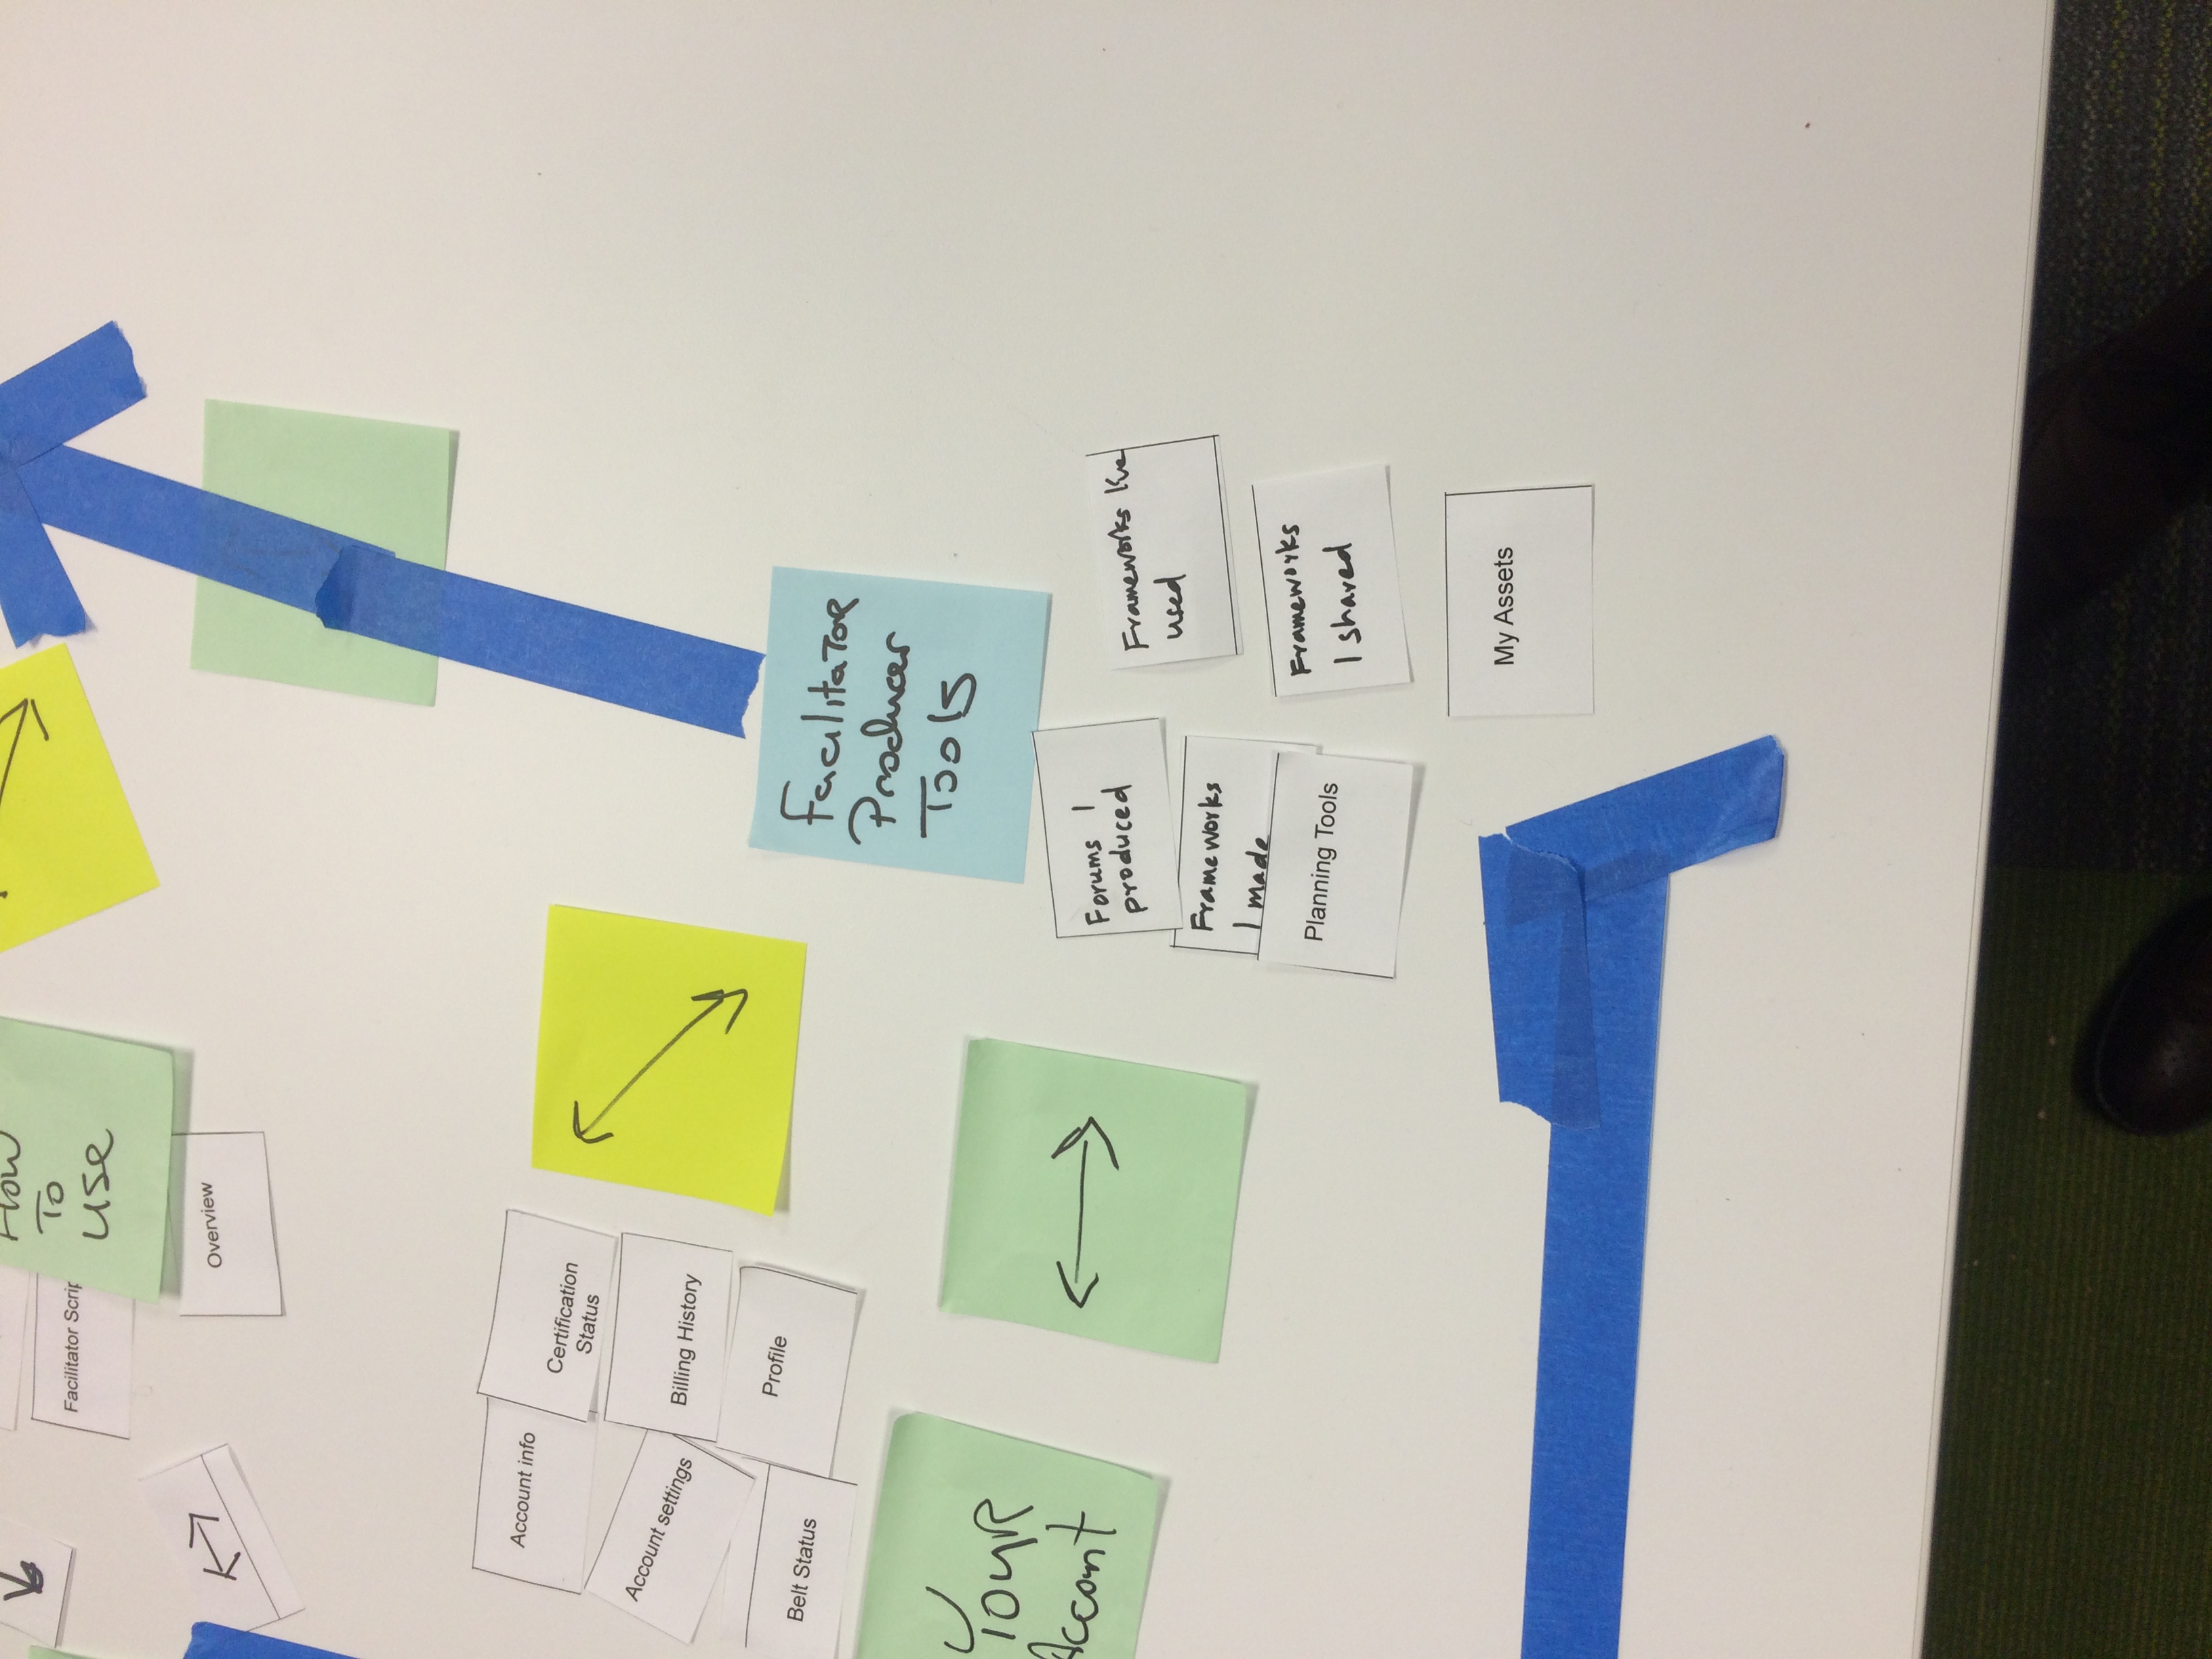 How
To
Use
Facilitator Scrip
Overview
Account info
Certification
Status
Account settings
Billing History
Belt Status
Profile
Your
Accont
Facilitator
Producer
Tools
Forums I
produced
Frameworks I've
used
Frameworks
I made
Planning Tools
Frameworks
I shared
My Assets